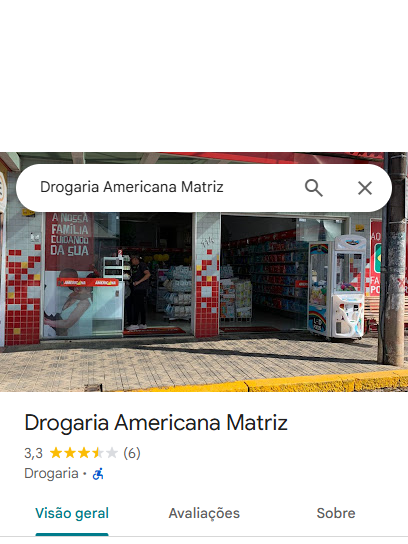 Drogaria Americana Matriz
A NOSSA
FAMÍLIA
CUIDANDO
DA SUA
AMERICANA
AMERICANA
Drogaria Americana Matriz
3,3 (6)
Drogaria ·
Visão geral Avaliações Sobre